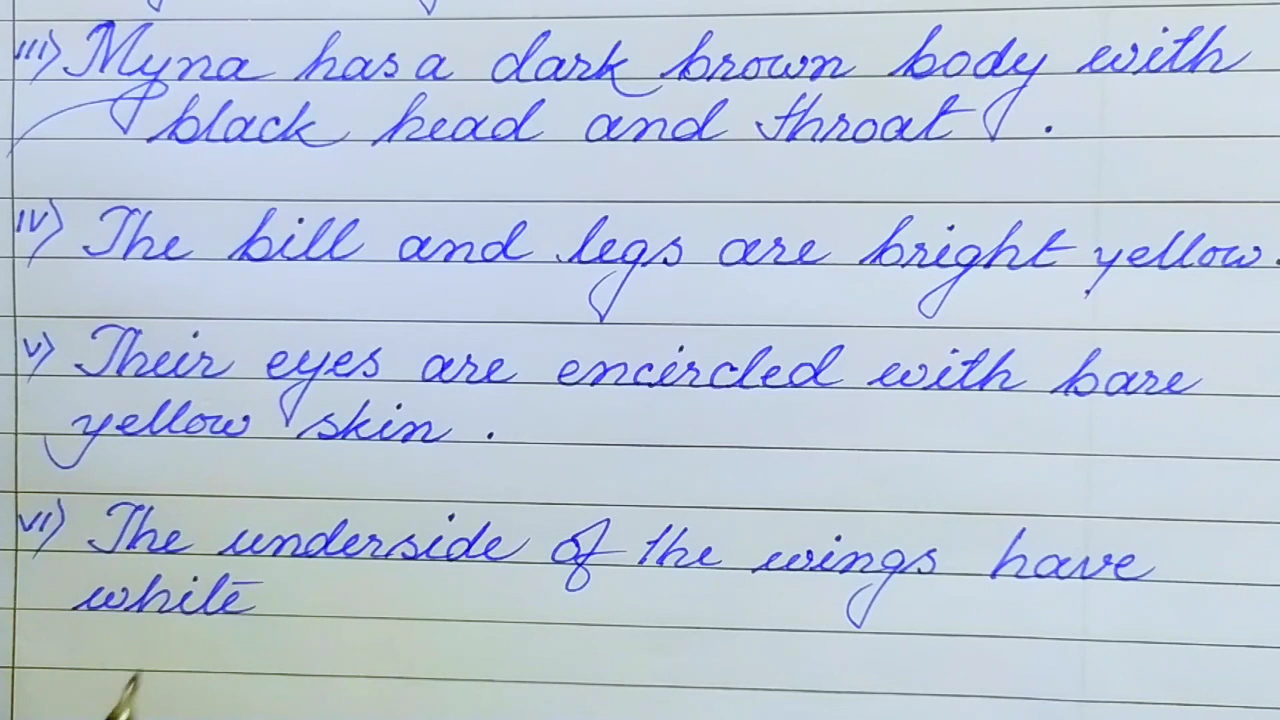 iii) Myna has a dark brown body with
black head and throat.
iv) The bill and legs are bright yellow.
v) Their eyes are encircled with bare
yellow skin.
vi) The underside of the wings have
white